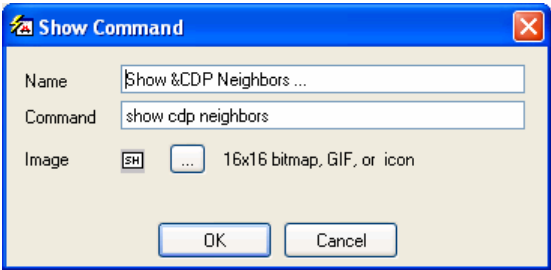 Show Command
Name Show &CDP Neighbors ...
Command show cdp neighbors
Image SH ... 16x16 bitmap, GIF, or icon
OK Cancel